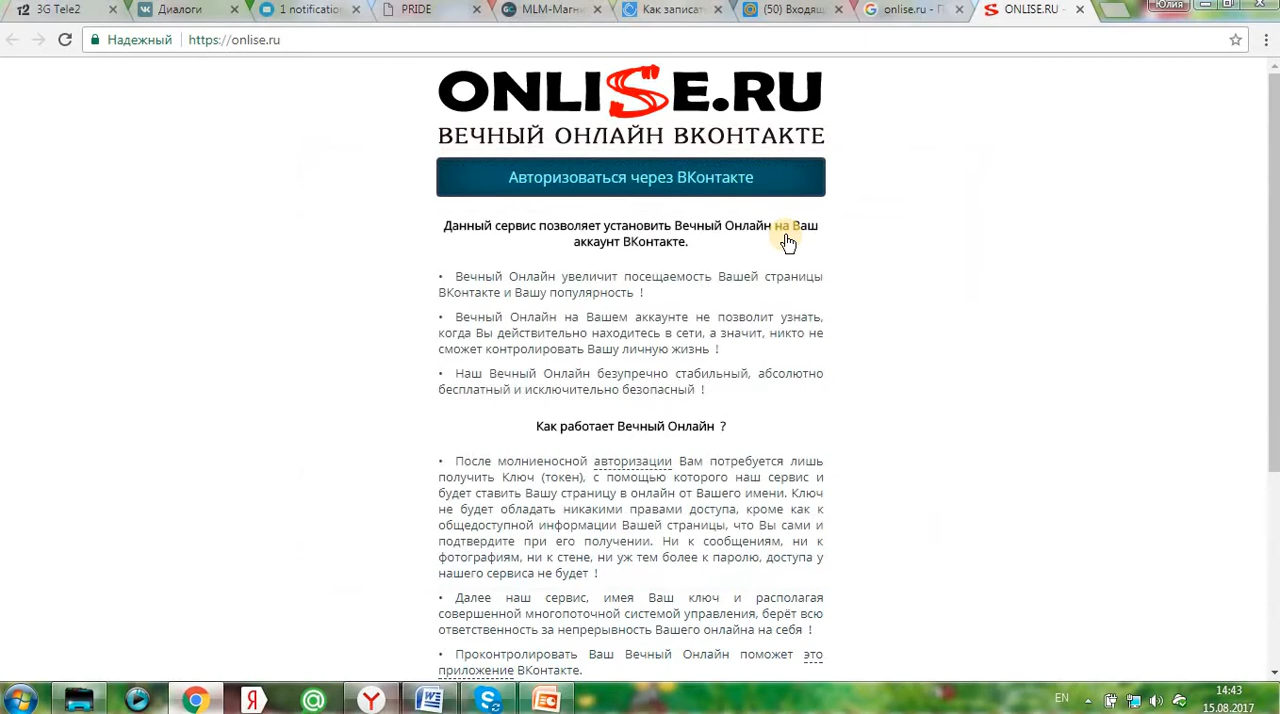 3G Tele2
Диалоги
1 notification
PRIDE
MLM-Магн
Как записат
(50) Входящ
onlise.ru - П
ONLISE.RU -
Юлия
Надежный
https://onlise.ru
ONLISE.RU
ВЕЧНЫЙ ОНЛАЙН ВКОНТАКТЕ
Авторизоваться через ВКонтакте
Данный сервис позволяет установить Вечный Онлайн на Ваш
аккаунт ВКонтакте.
• Вечный Онлайн увеличит посещаемость Вашей страницы
ВКонтакте и Вашу популярность !
• Вечный Онлайн на Вашем аккаунте не позволит узнать,
когда Вы действительно находитесь в сети, а значит, никто не
сможет контролировать Вашу личную жизнь !
• Наш Вечный Онлайн безупречно стабильный, абсолютно
бесплатный и исключительно безопасный !
Как работает Вечный Онлайн ?
• После молниеносной авторизации Вам потребуется лишь
получить Ключ (токен), с помощью которого наш сервис и
будет ставить Вашу страницу в онлайн от Вашего имени. Ключ
не будет обладать никакими правами доступа, кроме как к
общедоступной информации Вашей страницы, что Вы сами и
подтвердите при его получении. Ни к сообщениям, ни к
фотографиям, ни к стене, ни уж тем более к паролю, доступа у
нашего сервиса не будет !
• Далее наш сервис, имея Ваш ключ и располагая
совершенной многопоточной системой управления, берёт всю
ответственность за непрерывность Вашего онлайна на себя !
• Проконтролировать Ваш Вечный Онлайн поможет это
приложение ВКонтакте.
EN
14:43
15.08.2017